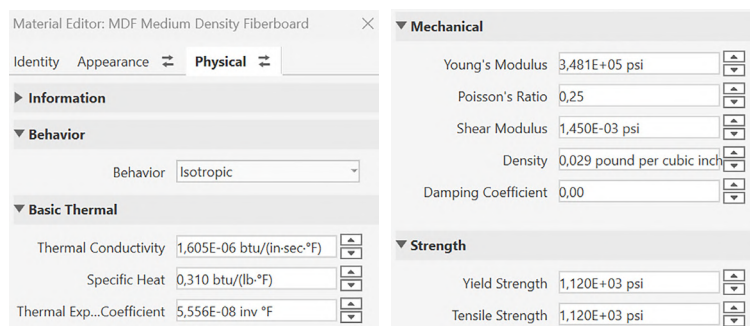 Material Editor: MDF Medium Density Fiberboard
Identity Appearance Physical
Information
Behavior
Behavior Isotropic
Basic Thermal
Thermal Conductivity 1,605E-06 btu/(in·sec·°F)
Specific Heat 0,310 btu/(lb·°F)
Thermal Exp...Coefficient 5,556E-08 inv °F
Mechanical
Young's Modulus 3,481E+05 psi
Poisson's Ratio 0,25
Shear Modulus 1,450E-03 psi
Density 0,029 pound per cubic inch
Damping Coefficient 0,00
Strength
Yield Strength 1,120E+03 psi
Tensile Strength 1,120E+03 psi